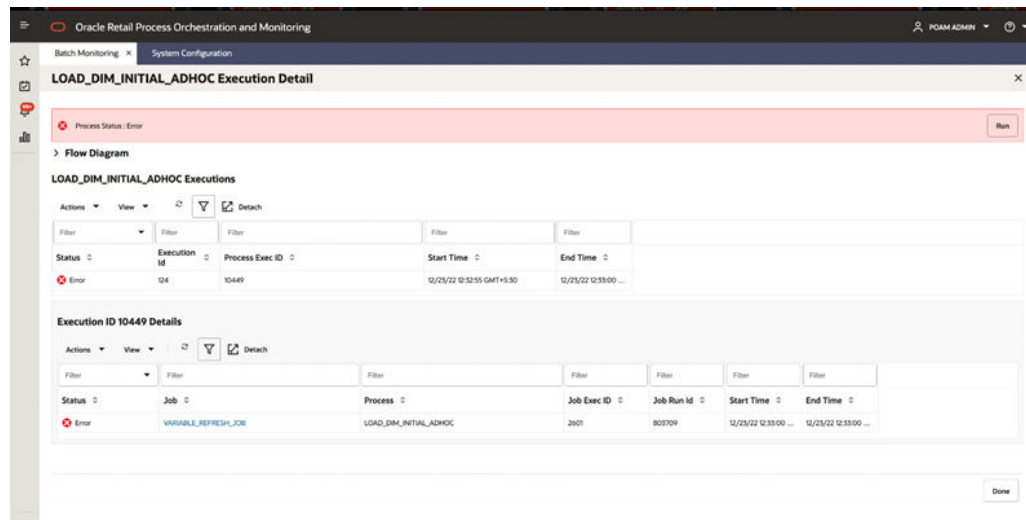 Oracle Retail Process Orchestration and Monitoring
POAM ADMIN
Batch Monitoring × System Configuration
LOAD_DIM_INITIAL_ADHOC Execution Detail
Process Status : Error
Run
Flow Diagram
LOAD_DIM_INITIAL_ADHOC Executions
Actions View Detach
Filter Filter Filter Filter Filter
Status Execution Id Process Exec ID Start Time End Time
Error 124 10449 12/23/22 12:32:55 GMT+5:30 12/23/22 12:33:00 ...
Execution ID 10449 Details
Actions View Detach
Filter Filter Filter Filter Filter Filter Filter
Status Job Process Job Exec ID Job Run Id Start Time End Time
Error VARIABLE_REFRESH_JOB LOAD_DIM_INITIAL_ADHOC 2601 803709 12/23/22 12:33:00 ... 12/23/22 12:33:00 ...
Done